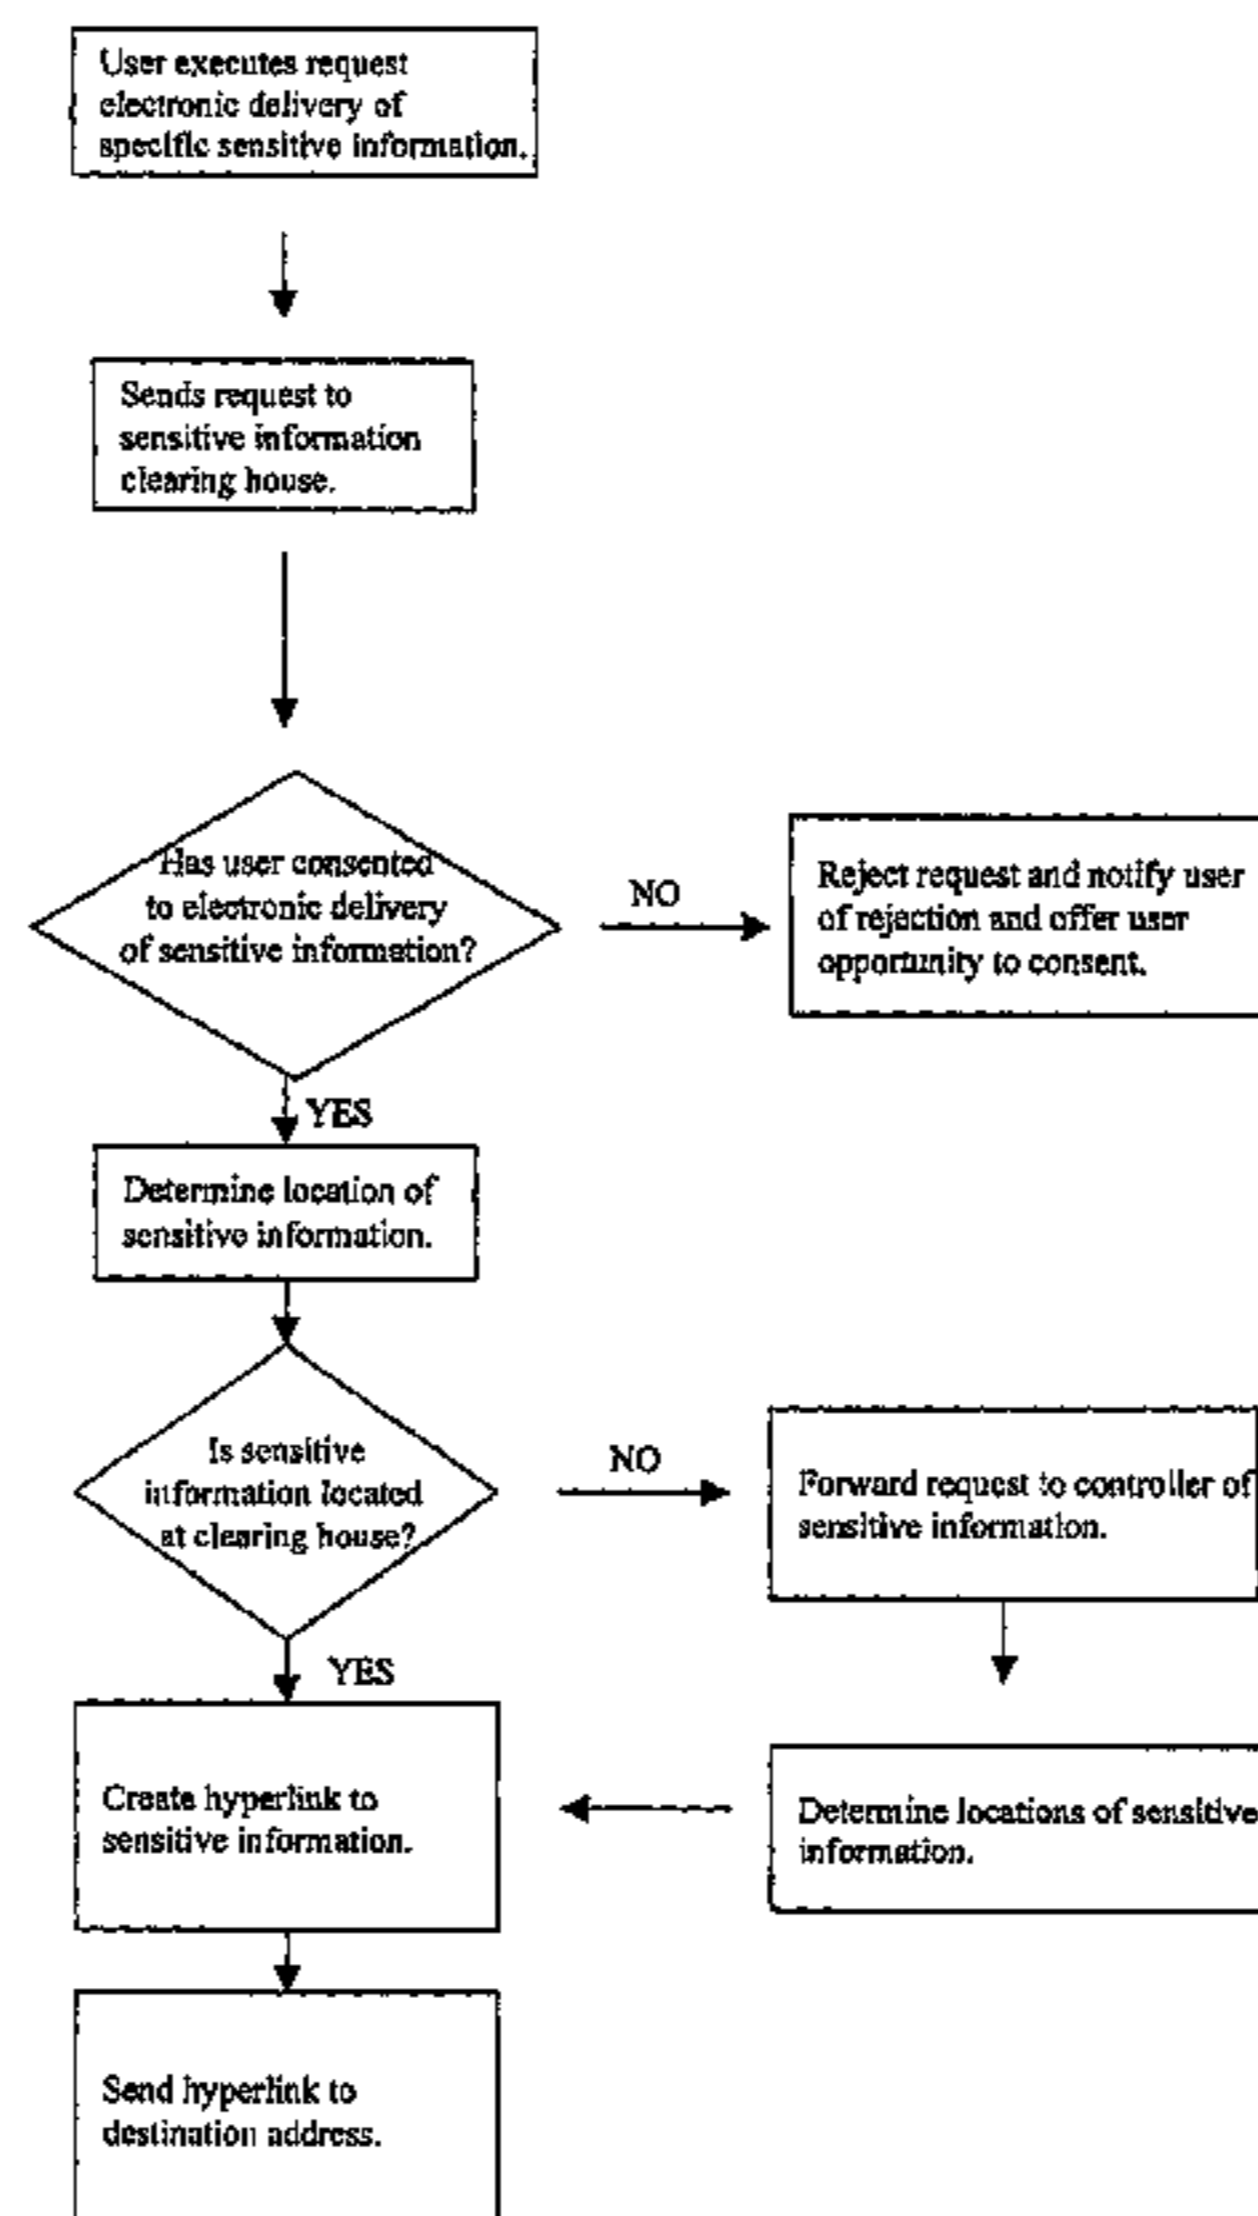 User executes request
electronic delivery of
specific sensitive information.
Sends request to
sensitive information
clearing house.
Has user consented
to electronic delivery
of sensitive information?
NO
Reject request and notify user
of rejection and offer user
opportunity to consent.
YES
Determine location of
sensitive information.
Is sensitive
information located
at clearing house?
NO
Forward request to controller of
sensitive information.
YES
Create hyperlink to
sensitive information.
Determine locations of sensitive
information.
Send hyperlink to
destination address.